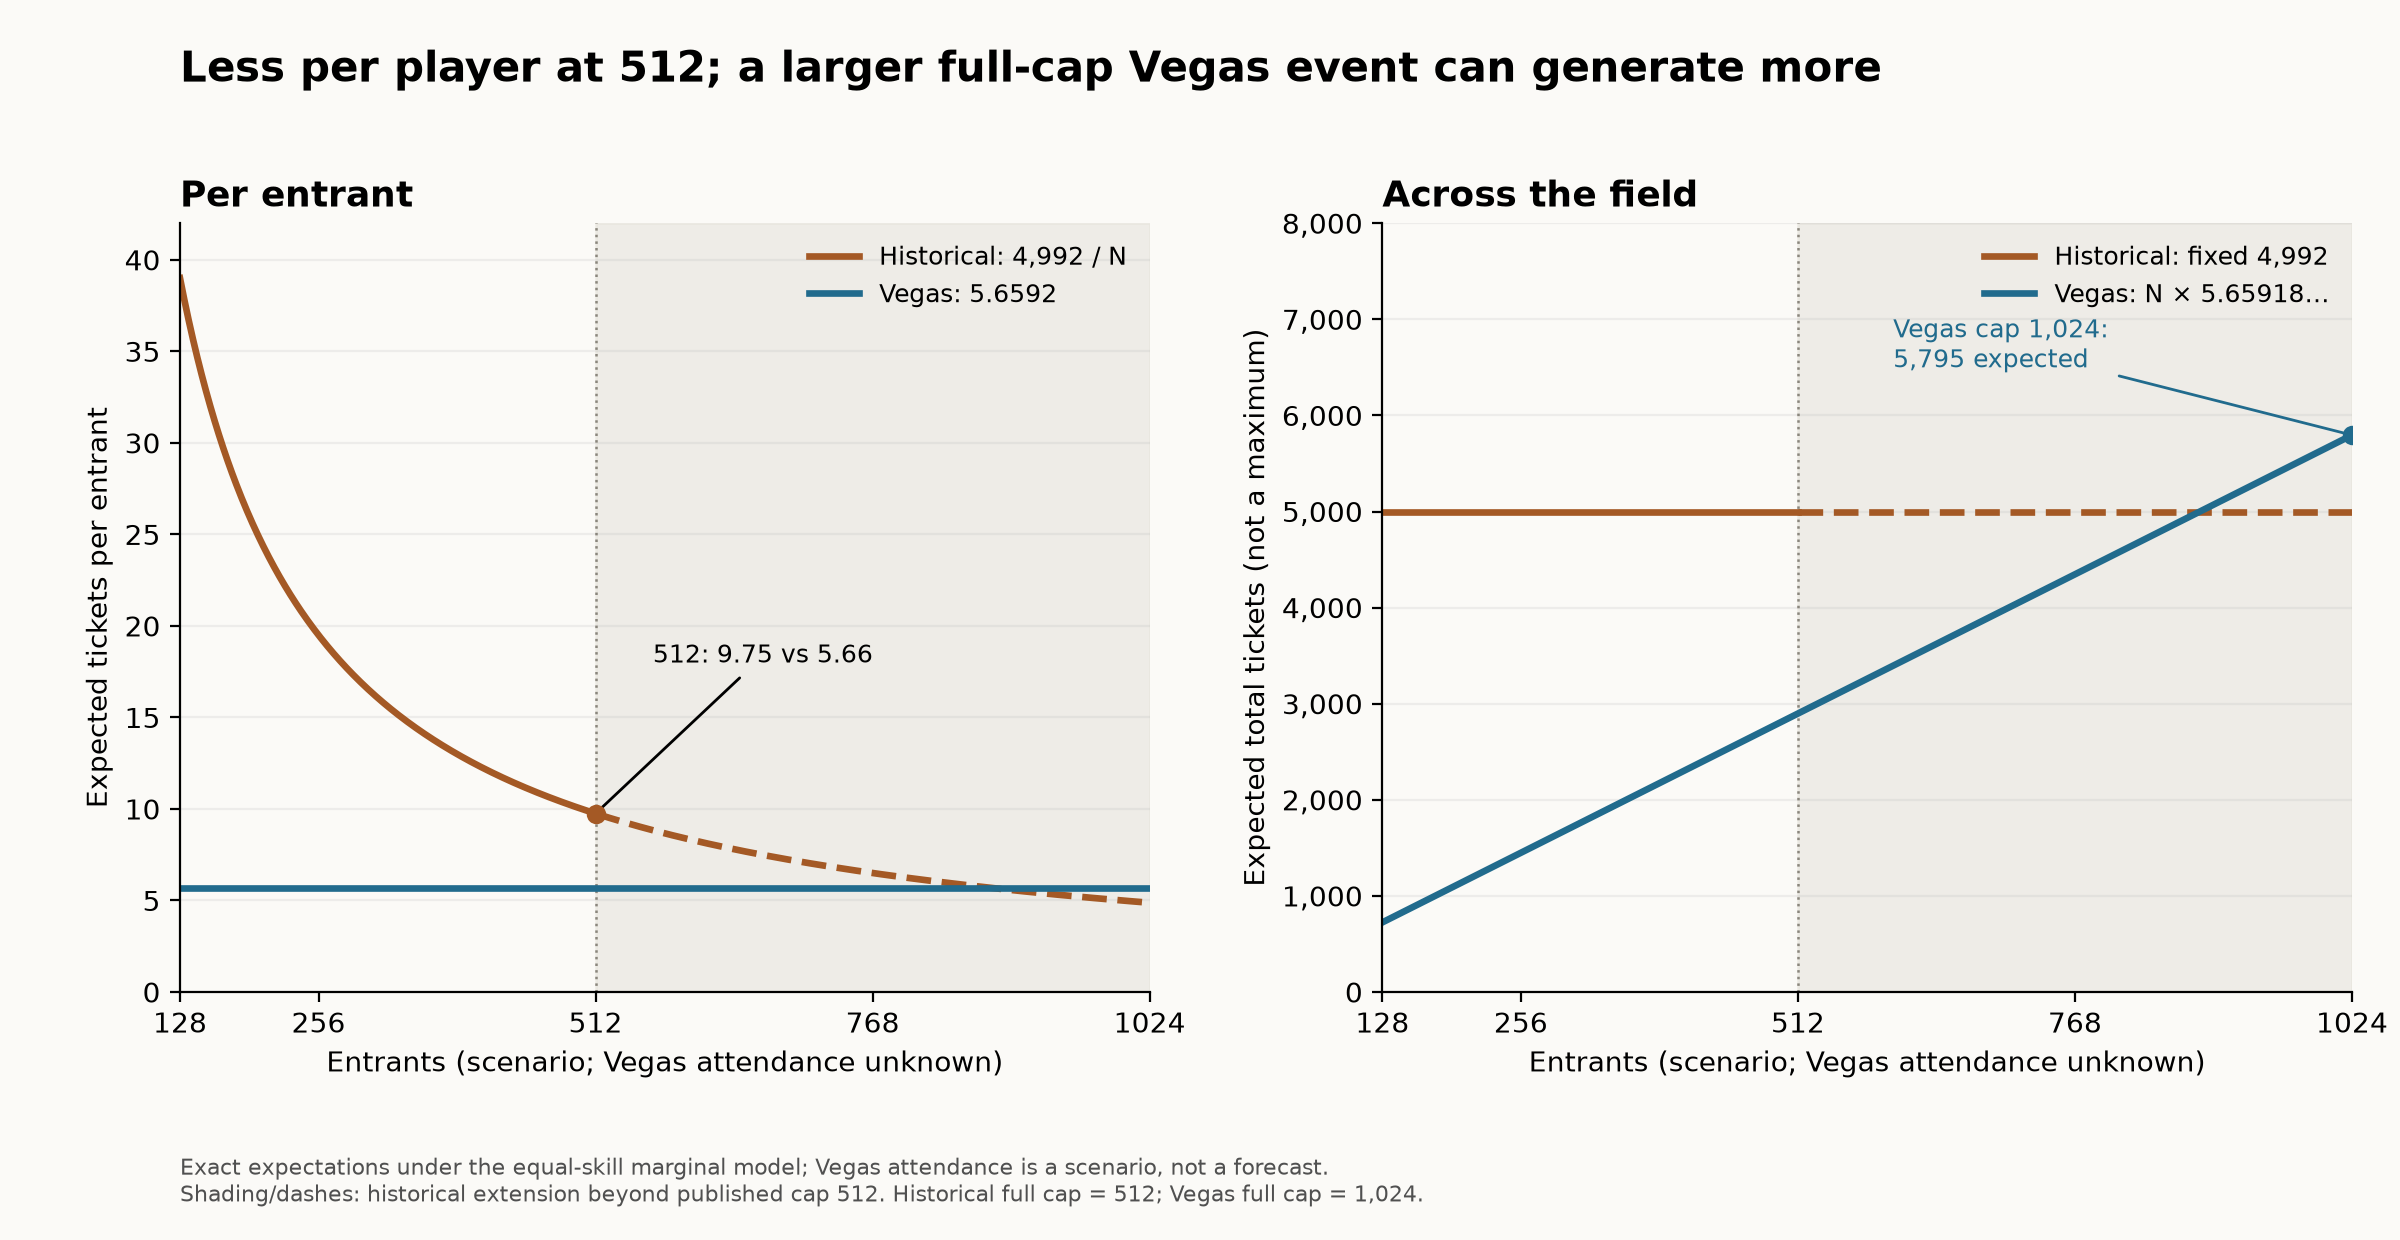 Less per player at 512; a larger full-cap Vegas event can generate more
Per entrant
Expected tickets per entrant
40
35
30
25
20
15
10
5
0
Historical: 4,992 / N
Vegas: 5.6592
512: 9.75 vs 5.66
128
256
512
768
1024
Entrants (scenario; Vegas attendance unknown)
Across the field
Expected total tickets (not a maximum)
8,000
7,000
6,000
5,000
4,000
3,000
2,000
1,000
0
Historical: fixed 4,992
Vegas: N × 5.65918…
Vegas cap 1,024:
5,795 expected
128
256
512
768
1024
Entrants (scenario; Vegas attendance unknown)
Exact expectations under the equal-skill marginal model; Vegas attendance is a scenario, not a forecast.
Shading/dashes: historical extension beyond published cap 512. Historical full cap = 512; Vegas full cap = 1,024.